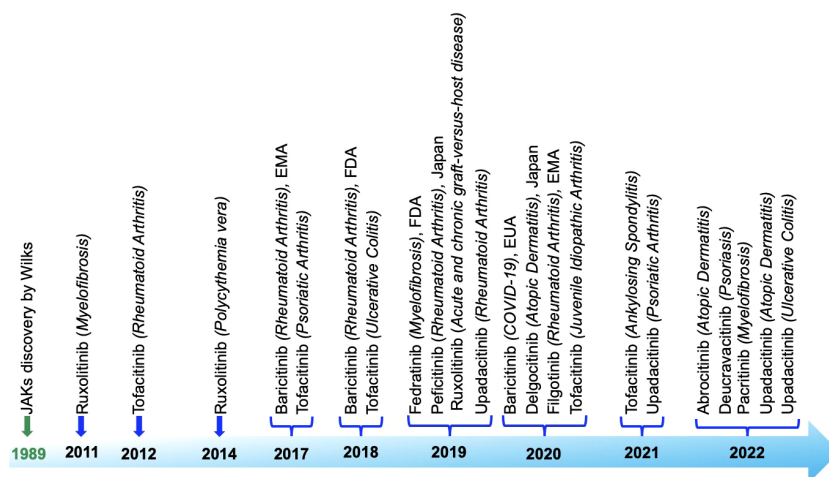 JAKs discovery by Wilks
Ruxolitinib (Myelofibrosis)
Tofacitinib (Rheumatoid Arthritis)
Ruxolitinib (Polycythemia vera)
Baricitinib (Rheumatoid Arthritis), EMA
Tofacitinib (Psoriatic Arthritis)
Baricitinib (Rheumatoid Arthritis), FDA
Tofacitinib (Ulcerative Colitis)
Fedratinib (Myelofibrosis), FDA
Peficitinib (Rheumatoid Arthritis), Japan
Ruxolitinib (Acute and chronic graft-versus-host disease)
Upadacitinib (Rheumatoid Arthritis)
Baricitinib (COVID-19), EUA
Delgocitinib (Atopic Dermatitis), Japan
Filgotinib (Rheumatoid Arthritis), EMA
Tofacitinib (Juvenile Idiopathic Arthritis)
Tofacitinib (Ankylosing Spondylitis)
Upadacitinib (Psoriatic Arthritis)
Abrocitinib (Atopic Dermatitis)
Deucravacitinib (Psoriasis)
Pacritinib (Myelofibrosis)
Upadacitinib (Atopic Dermatitis)
Upadacitinib (Ulcerative Colitis)
1989 2011 2012 2014 2017 2018 2019 2020 2021 2022